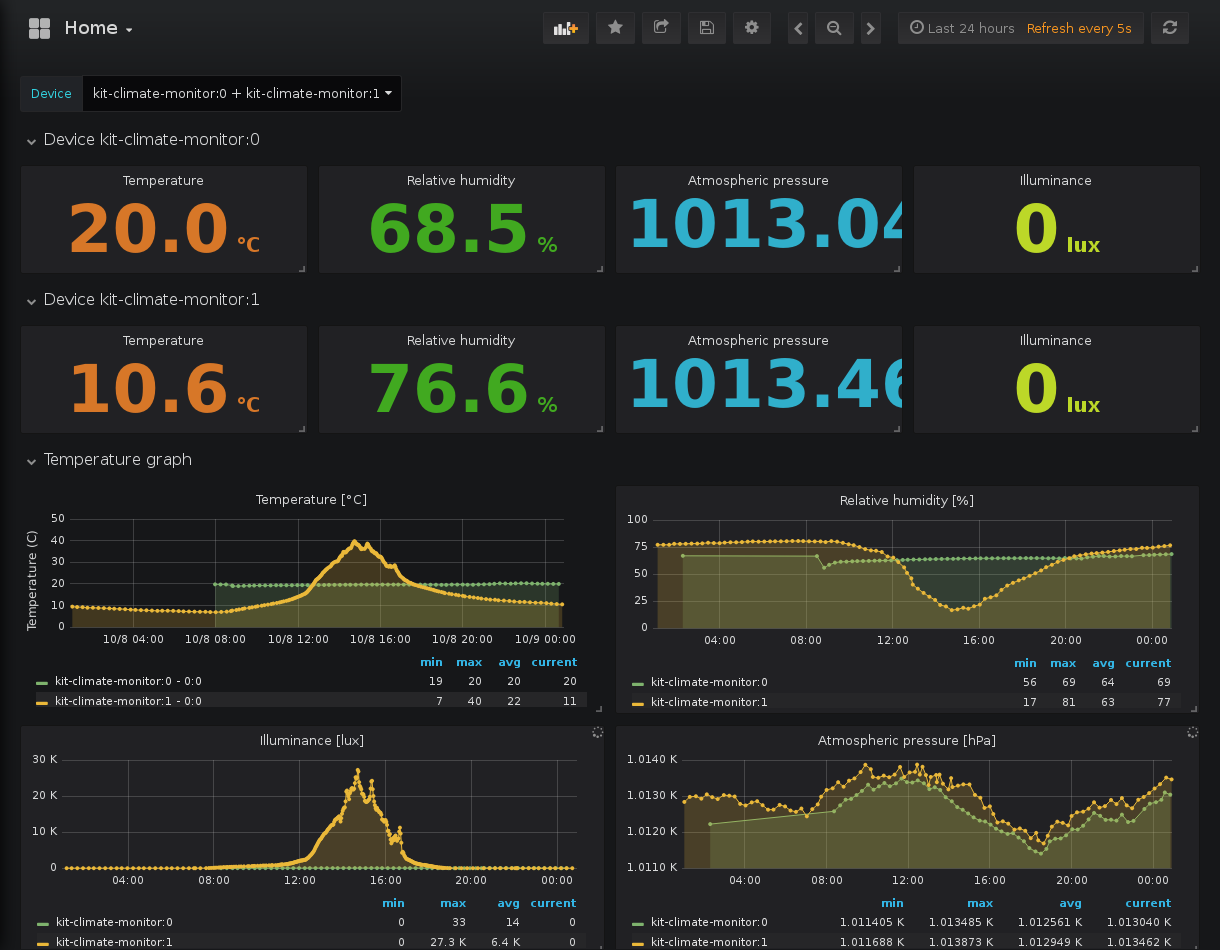 Home
Last 24 hours Refresh every 5s
Device kit-climate-monitor:0 + kit-climate-monitor:1
Device kit-climate-monitor:0
Temperature Relative humidity Atmospheric pressure Illuminance
20.0 °C 68.5 % 1013.04 0 lux
Device kit-climate-monitor:1
Temperature Relative humidity Atmospheric pressure Illuminance
10.6 °C 76.6 % 1013.46 0 lux
Temperature graph
Temperature [°C]
Temperature (C)
50
40
30
20
10
0
10/8 04:00 10/8 08:00 10/8 12:00 10/8 16:00 10/8 20:00 10/9 00:00
min max avg current
kit-climate-monitor:0 - 0:0 19 20 20 20
kit-climate-monitor:1 - 0:0 7 40 22 11
Relative humidity [%]
100
75
50
25
0
04:00 08:00 12:00 16:00 20:00 00:00
min max avg current
kit-climate-monitor:0 56 69 64 69
kit-climate-monitor:1 17 81 63 77
Illuminance [lux]
30 K
20 K
10 K
0
04:00 08:00 12:00 16:00 20:00 00:00
min max avg current
kit-climate-monitor:0 0 33 14 0
kit-climate-monitor:1 0 27.3 K 6.4 K 0
Atmospheric pressure [hPa]
1.0140 K
1.0130 K
1.0120 K
1.0110 K
04:00 08:00 12:00 16:00 20:00 00:00
min max avg current
kit-climate-monitor:0 1.011405 K 1.013485 K 1.012561 K 1.013040 K
kit-climate-monitor:1 1.011688 K 1.013873 K 1.012949 K 1.013462 K